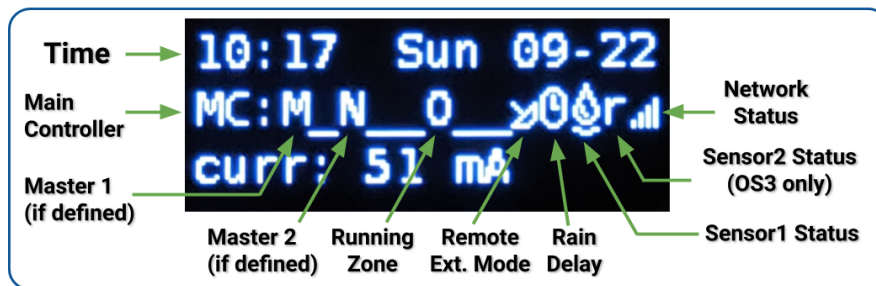 Time
10:17 Sun 09-22
Main
Controller
MC:M_N___O___r
Network
Status
curr: 51 mA
Master 1
(if defined)
Master 2
(if defined)
Running
Zone
Remote
Ext. Mode
Rain
Delay
Sensor2 Status
(OS3 only)
Sensor1 Status